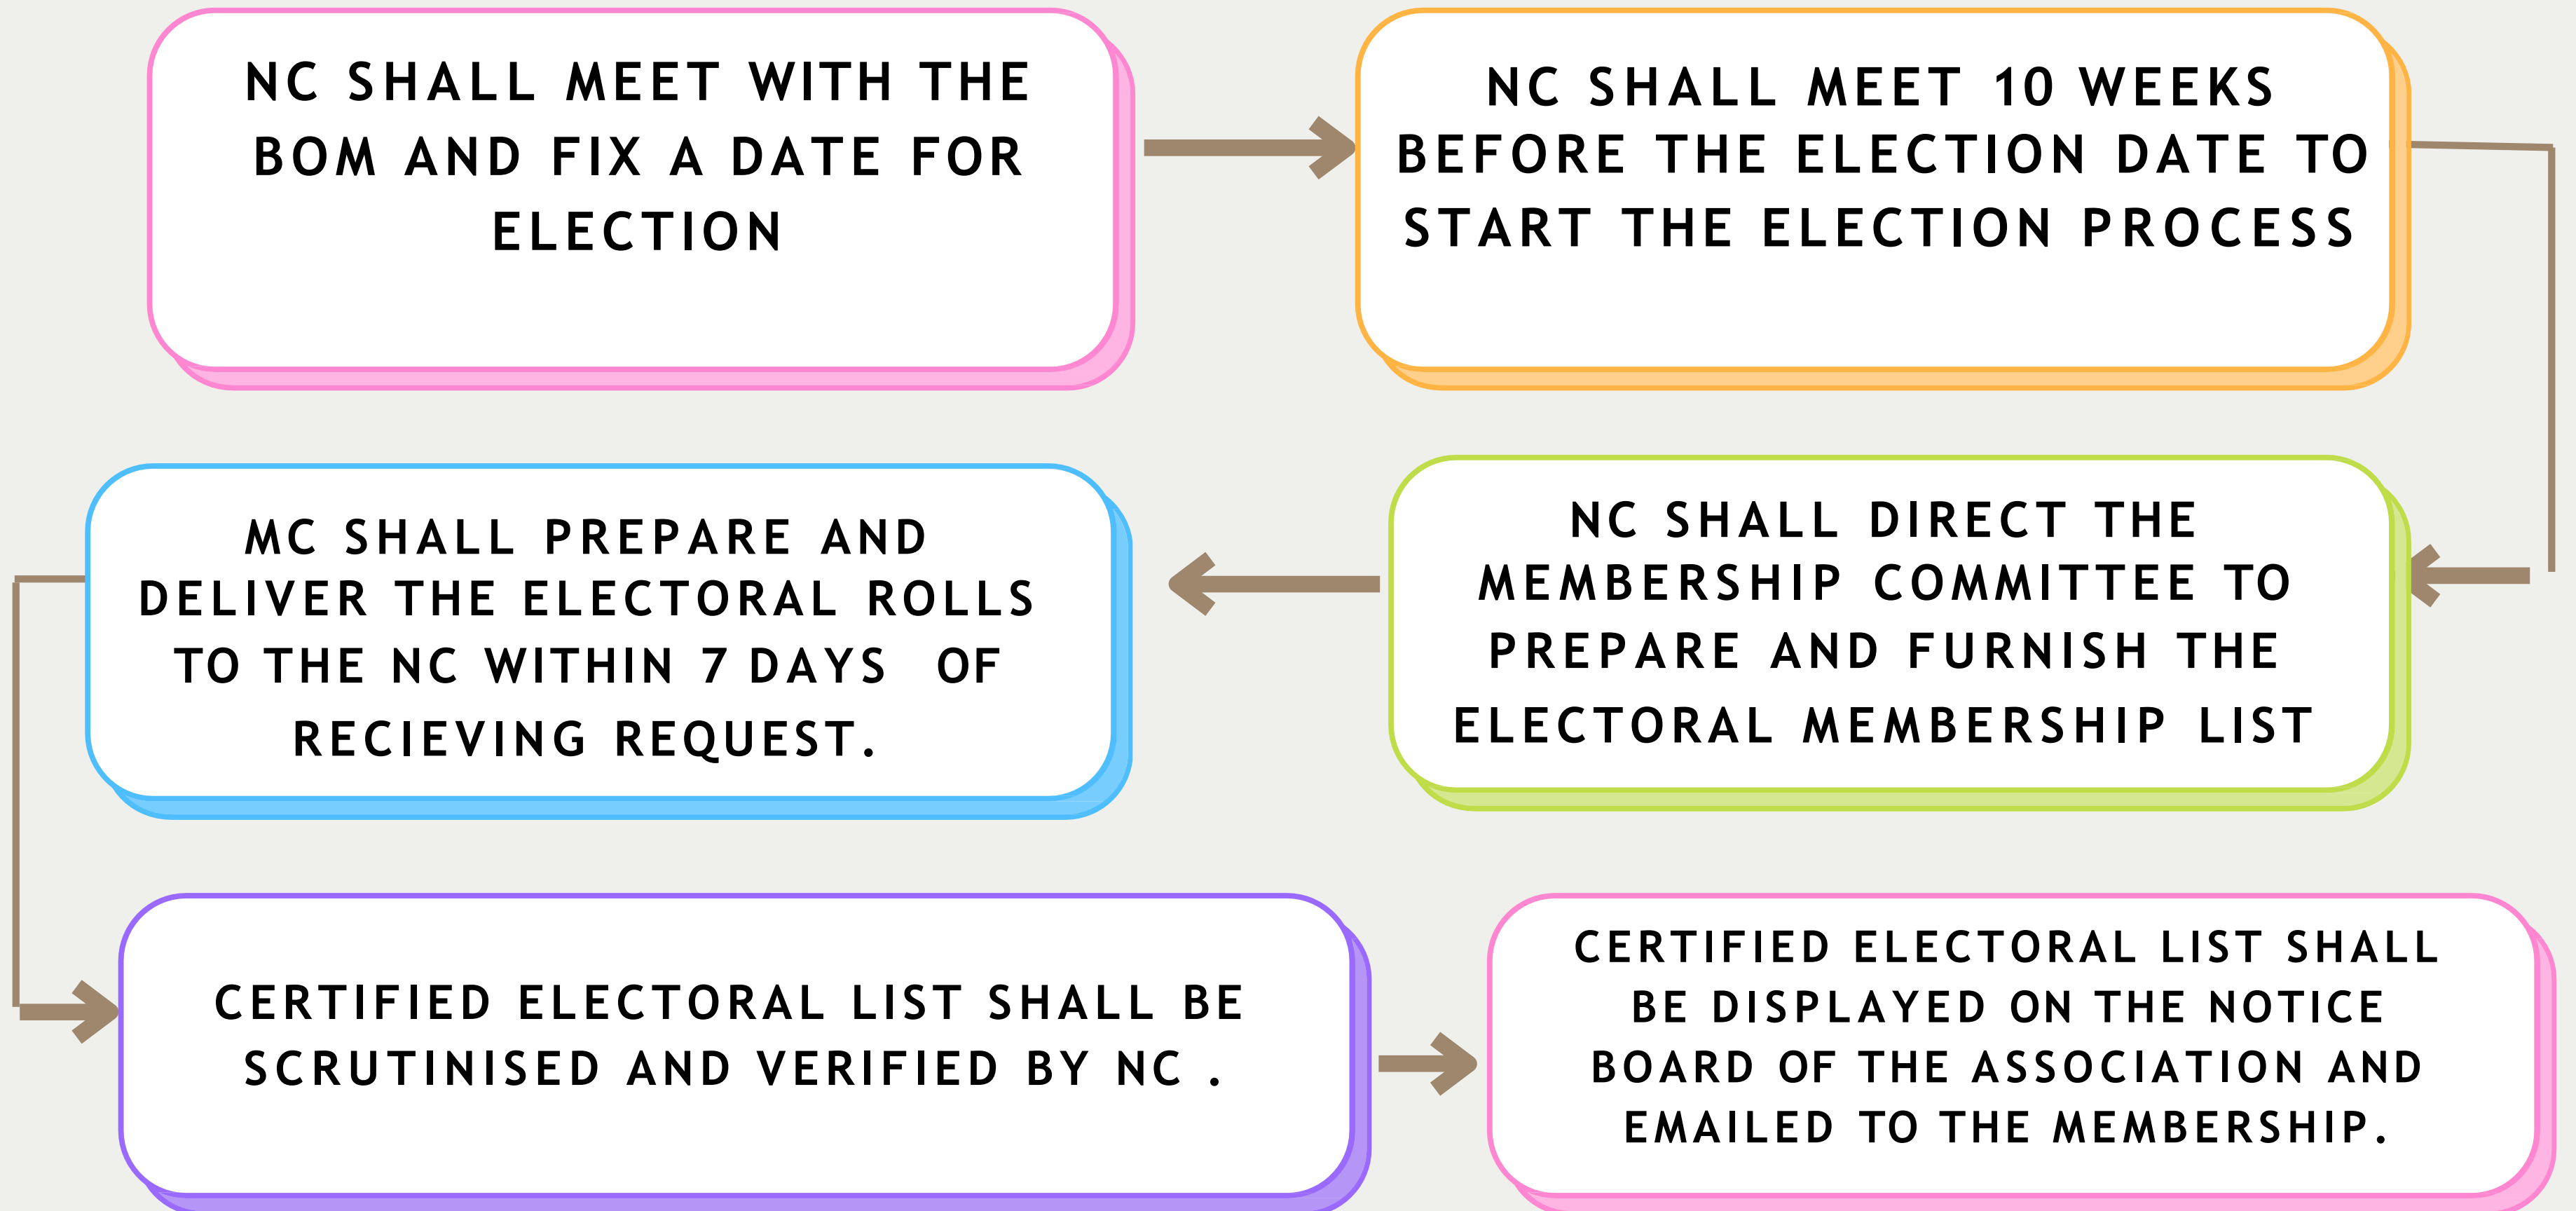 NC SHALL MEET WITH THE
BOM AND FIX A DATE FOR
ELECTION
NC SHALL MEET 10 WEEKS
BEFORE THE ELECTION DATE TO
START THE ELECTION PROCESS
NC SHALL DIRECT THE
MEMBERSHIP COMMITTEE TO
PREPARE AND FURNISH THE
ELECTORAL MEMBERSHIP LIST
MC SHALL PREPARE AND
DELIVER THE ELECTORAL ROLLS
TO THE NC WITHIN 7 DAYS  OF
RECIEVING REQUEST.
CERTIFIED ELECTORAL LIST SHALL BE
SCRUTINISED AND VERIFIED BY NC .
CERTIFIED ELECTORAL LIST SHALL
BE DISPLAYED ON THE NOTICE
BOARD OF THE ASSOCIATION AND
EMAILED TO THE MEMBERSHIP.